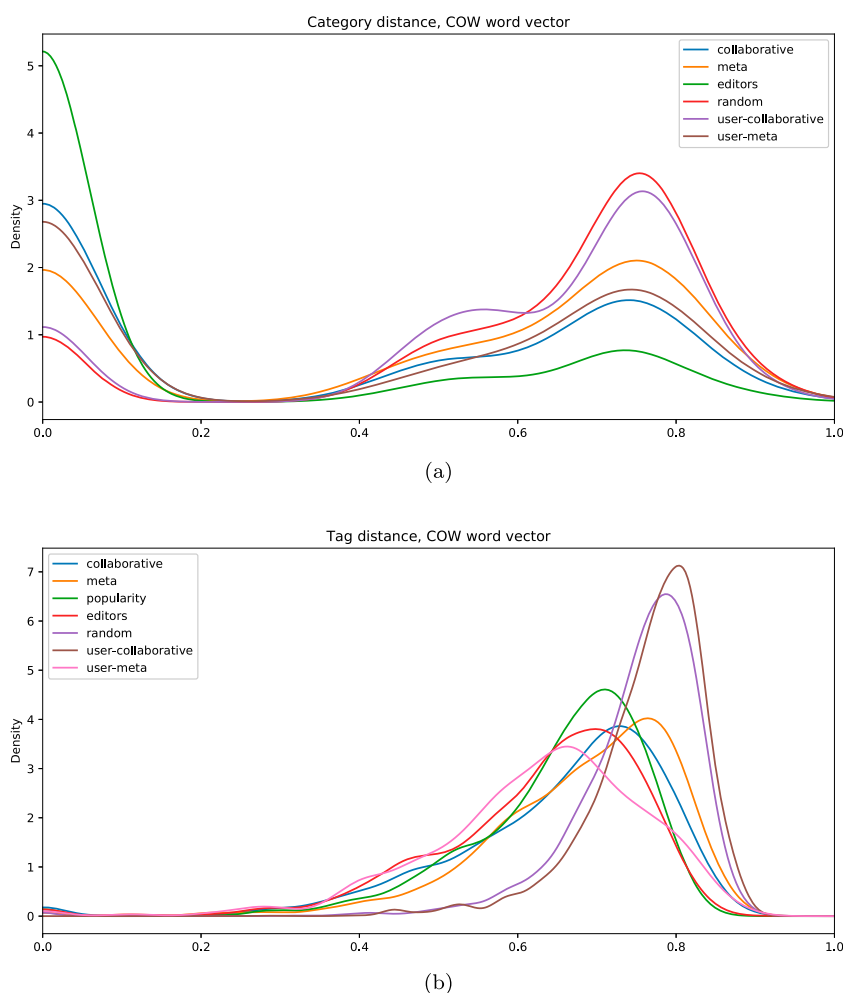 Category distance, COW word vector
collaborative
meta
editors
random
user-collaborative
user-meta
Density
5
4
3
2
1
0
0.0 0.2 0.4 0.6 0.8 1.0
(a)
Tag distance, COW word vector
collaborative
meta
popularity
editors
random
user-collaborative
user-meta
Density
7
6
5
4
3
2
1
0
0.0 0.2 0.4 0.6 0.8 1.0
(b)